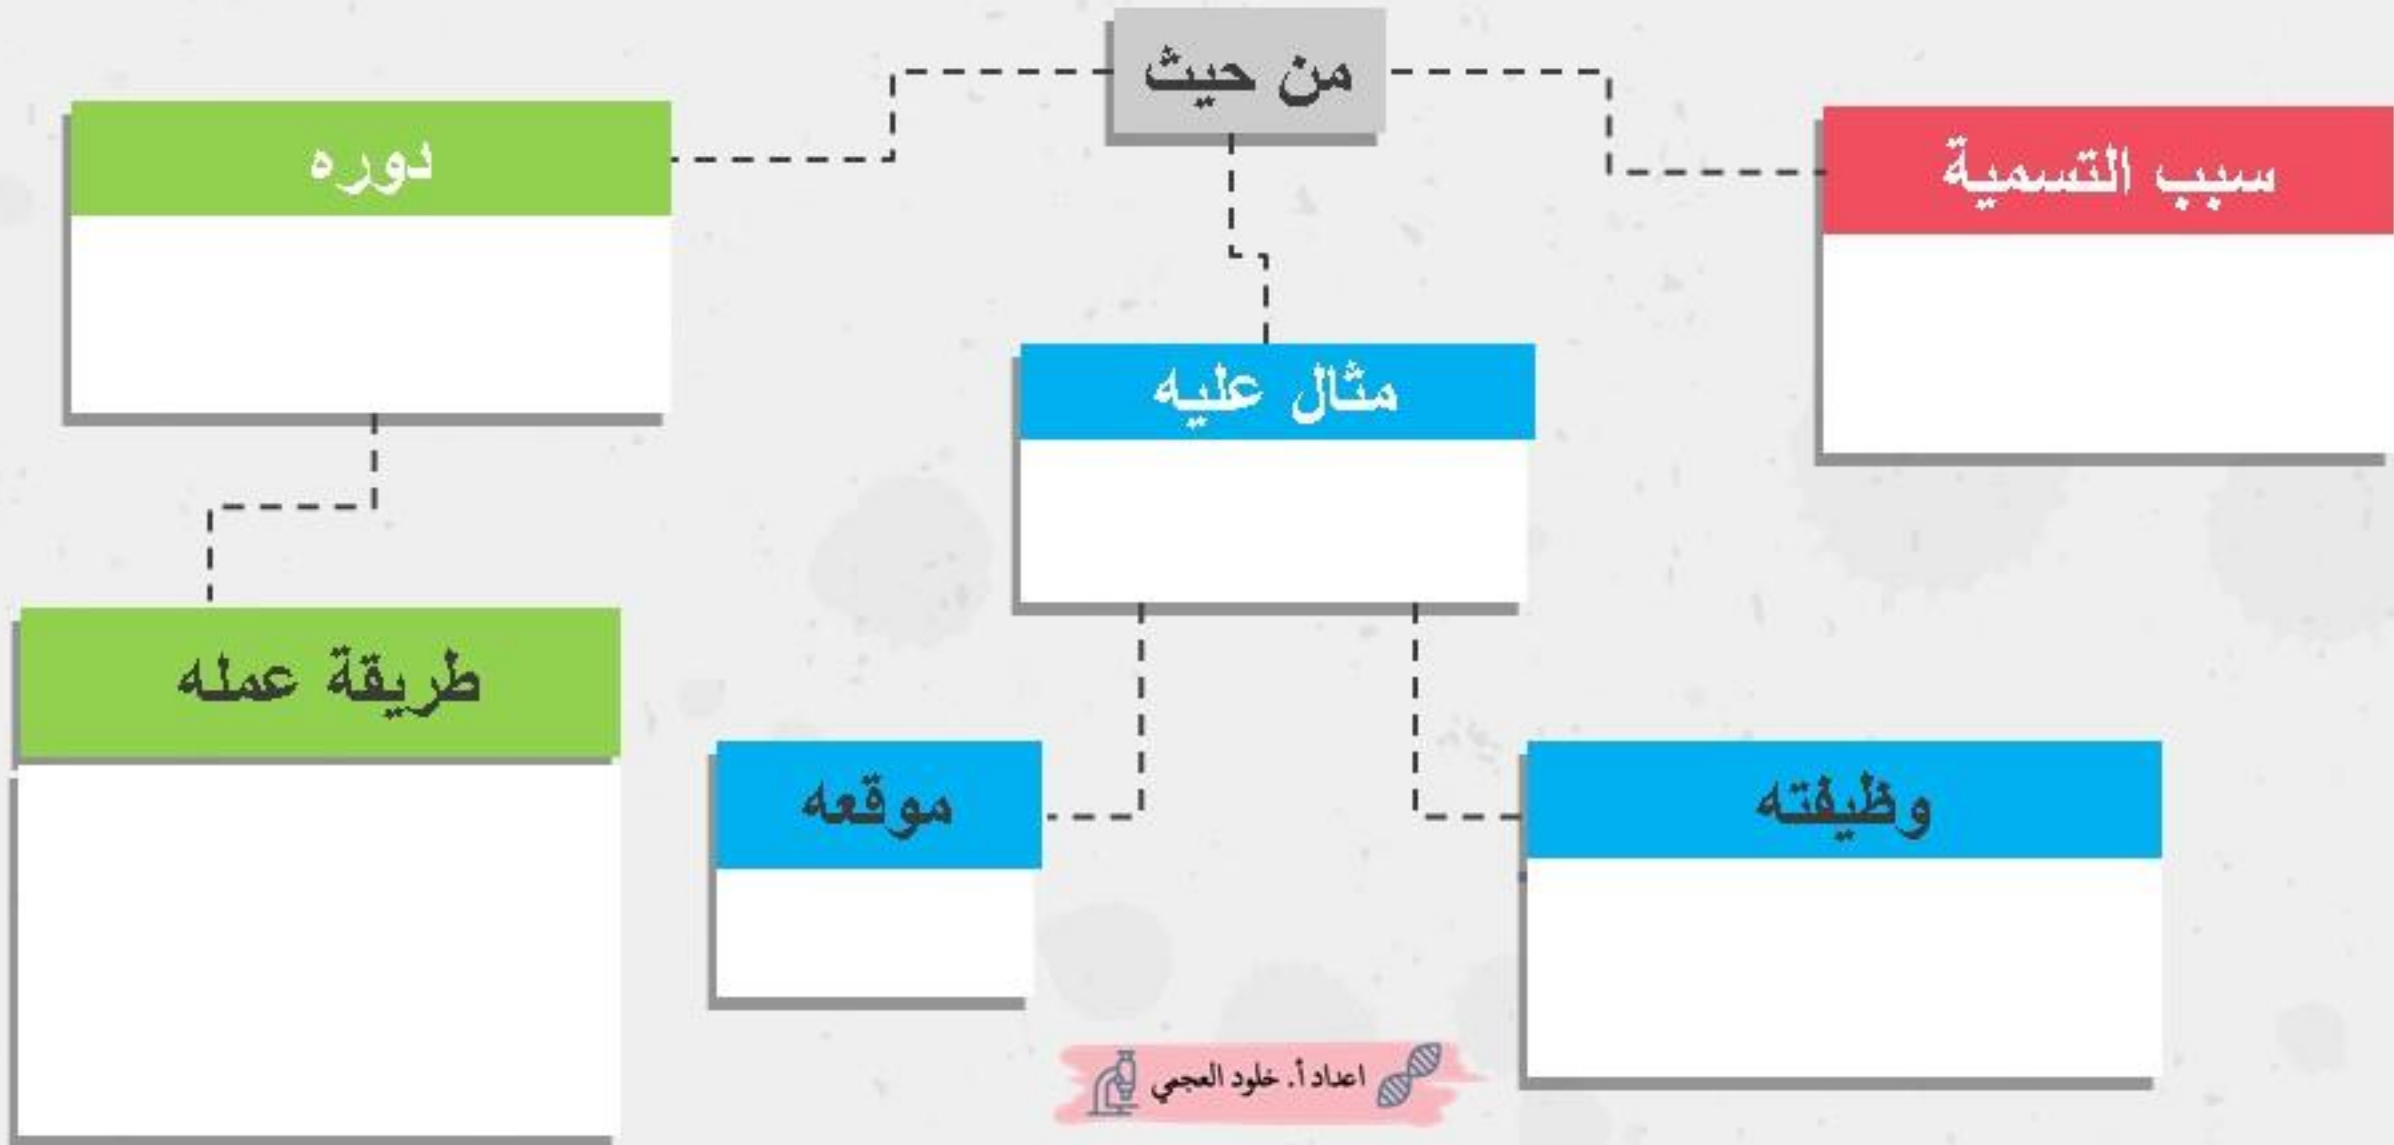 من حيث
سبب التسمية
دوره
مثال عليه
طريقة عمله
وظيفته
موقعه
اعداد أ. خلود العجمي